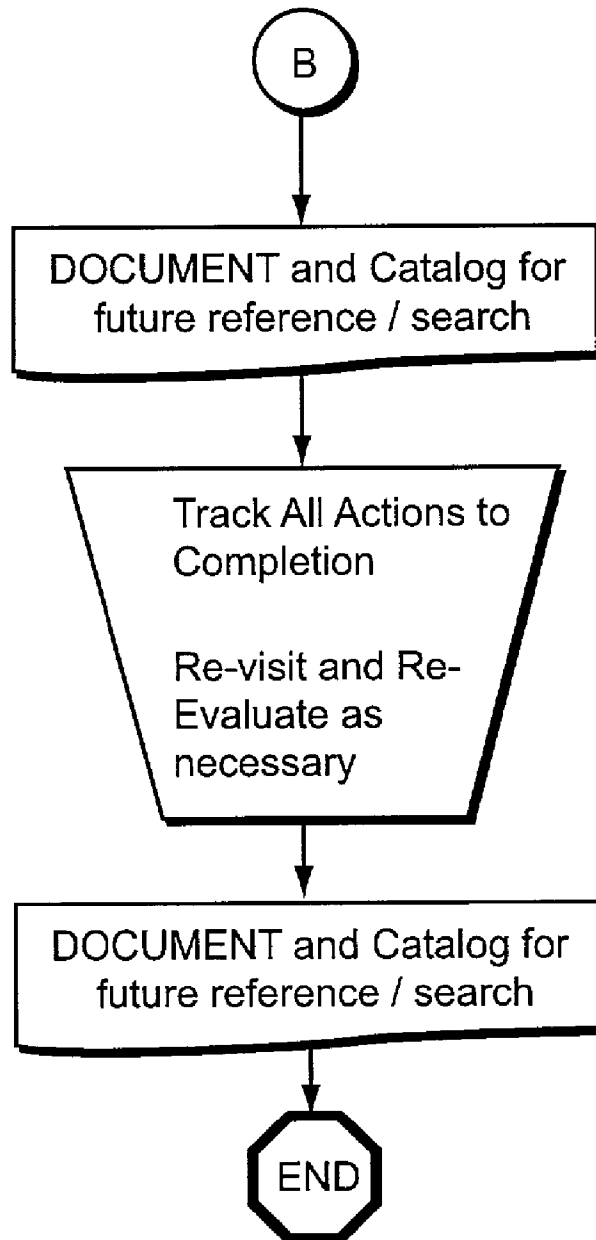 B
DOCUMENT and Catalog for
future reference / search
Track All Actions to
Completion
Re-visit and Re-
Evaluate as
necessary
DOCUMENT and Catalog for
future reference / search
END